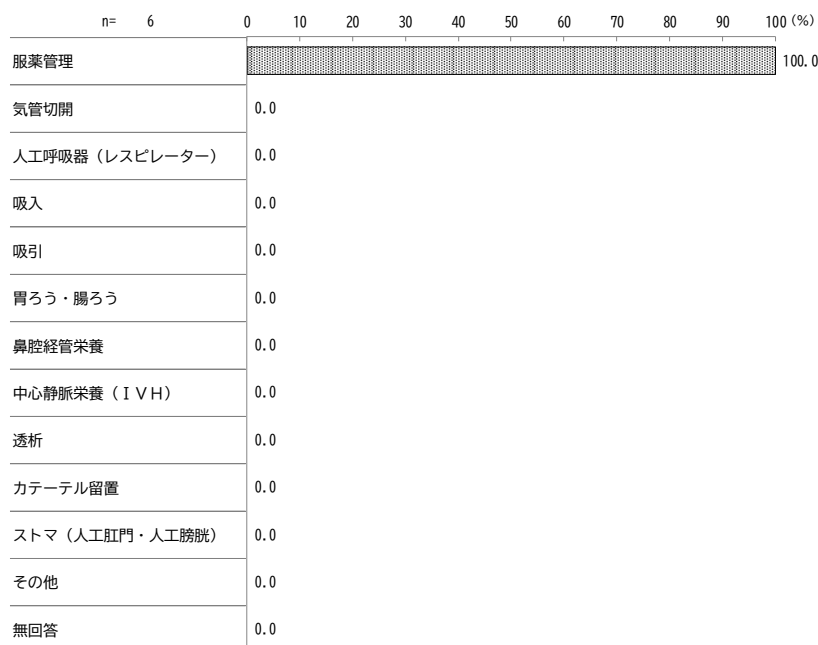 n= 6
0 10 20 30 40 50 60 70 80 90 100 (%)
服薬管理 100.0
気管切開 0.0
人工呼吸器（レスピレーター） 0.0
吸入 0.0
吸引 0.0
胃ろう・腸ろう 0.0
鼻腔経管栄養 0.0
中心静脈栄養（ＩＶＨ） 0.0
透析 0.0
カテーテル留置 0.0
ストマ（人工肛門・人工膀胱） 0.0
その他 0.0
無回答 0.0